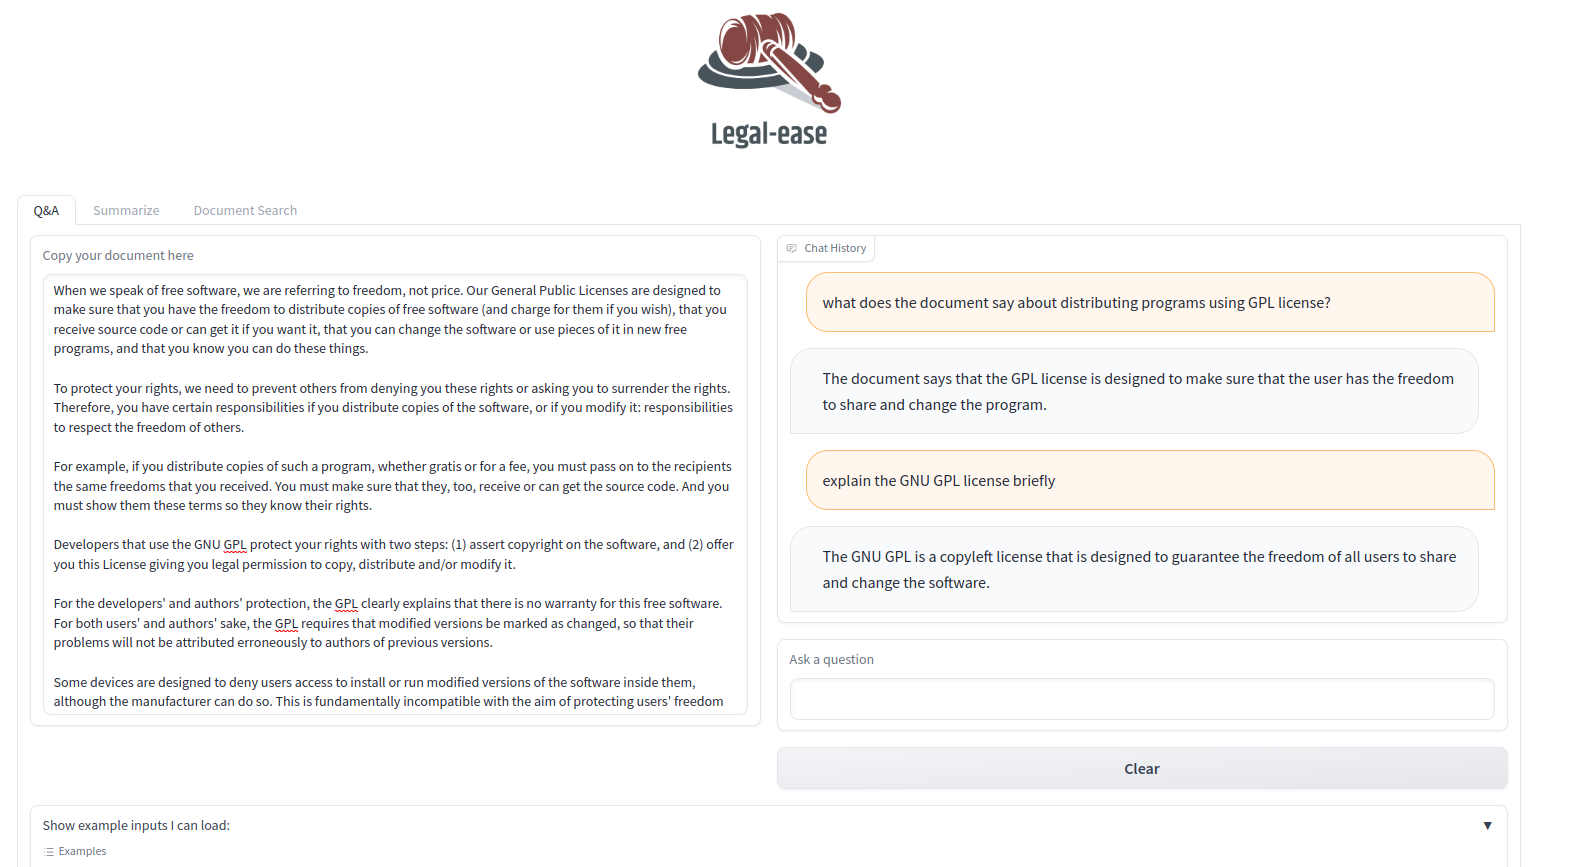 Legal-ease
Q&A
Summarize
Document Search
Copy your document here
When we speak of free software, we are referring to freedom, not price. Our General Public Licenses are designed to
make sure that you have the freedom to distribute copies of free software (and charge for them if you wish), that you
receive source code or can get it if you want it, that you can change the software or use pieces of it in new free
programs, and that you know you can do these things.
To protect your rights, we need to prevent others from denying you these rights or asking you to surrender the rights.
Therefore, you have certain responsibilities if you distribute copies of the software, or if you modify it: responsibilities
to respect the freedom of others.
For example, if you distribute copies of such a program, whether gratis or for a fee, you must pass on to the recipients
the same freedoms that you received. You must make sure that they, too, receive or can get the source code. And you
must show them these terms so they know their rights.
Developers that use the GNU GPL protect your rights with two steps: (1) assert copyright on the software, and (2) offer
you this License giving you legal permission to copy, distribute and/or modify it.
For the developers' and authors' protection, the GPL clearly explains that there is no warranty for this free software.
For both users' and authors' sake, the GPL requires that modified versions be marked as changed, so that their
problems will not be attributed erroneously to authors of previous versions.
Some devices are designed to deny users access to install or run modified versions of the software inside them,
although the manufacturer can do so. This is fundamentally incompatible with the aim of protecting users' freedom
Chat History
what does the document say about distributing programs using GPL license?
The document says that the GPL license is designed to make sure that the user has the freedom
to share and change the program.
explain the GNU GPL license briefly
The GNU GPL is a copyleft license that is designed to guarantee the freedom of all users to share
and change the software.
Ask a question
Clear
Show example inputs I can load:
Examples